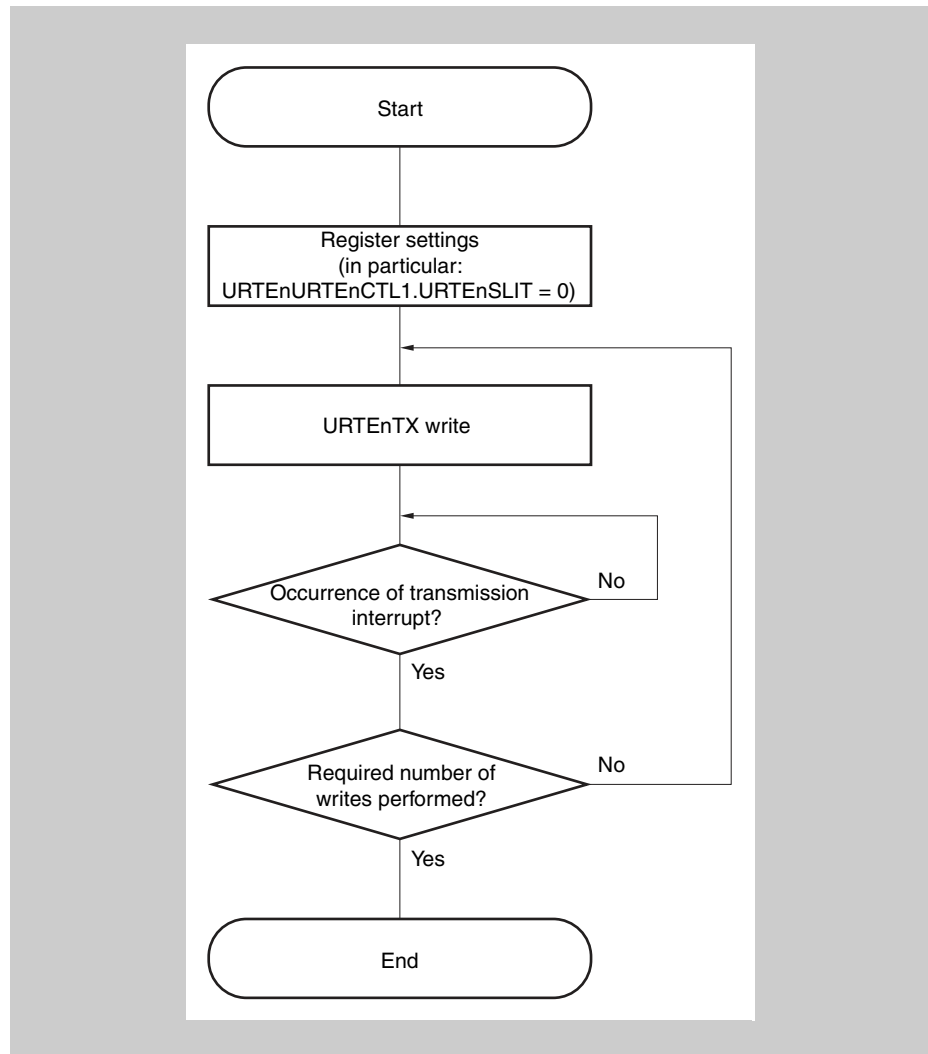 Start
Register settings
(in particular:
URTEnURTEnCTL1.URTEnSLIT = 0)
URTEnTX write
Occurrence of transmission
interrupt?
No
Yes
Required number of
writes performed?
No
Yes
End